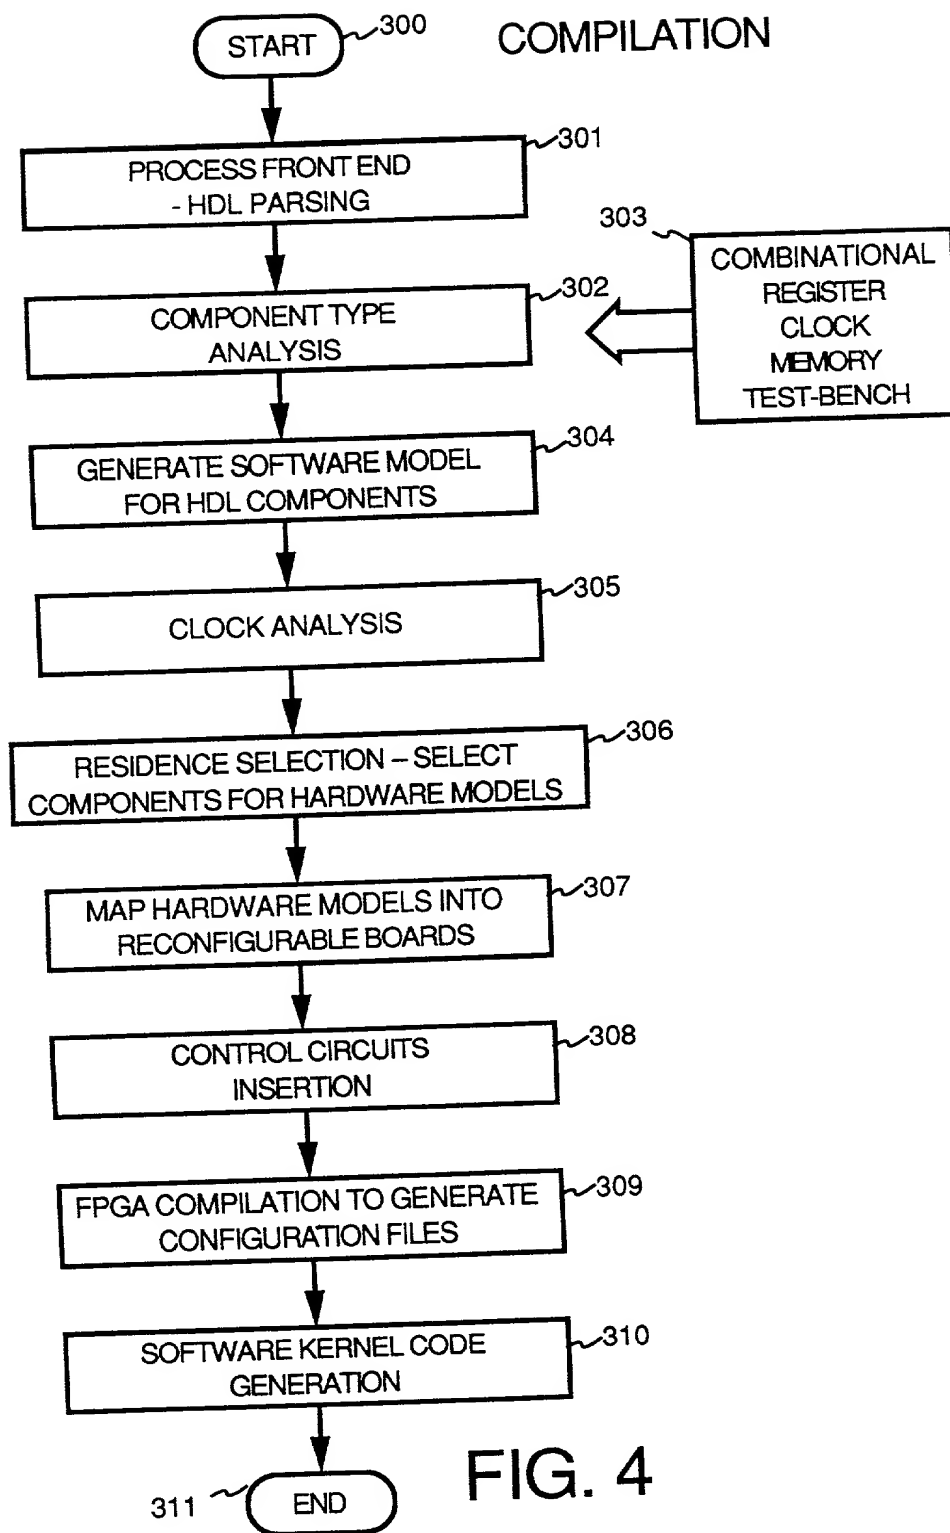 START
300
COMPILATION
301
PROCESS FRONT END
- HDL PARSING
302
COMPONENT TYPE
ANALYSIS
303
COMBINATIONAL
REGISTER
CLOCK
MEMORY
TEST-BENCH
304
GENERATE SOFTWARE MODEL
FOR HDL COMPONENTS
305
CLOCK ANALYSIS
306
RESIDENCE SELECTION – SELECT
COMPONENTS FOR HARDWARE MODELS
307
MAP HARDWARE MODELS INTO
RECONFIGURABLE BOARDS
308
CONTROL CIRCUITS
INSERTION
309
FPGA COMPILATION TO GENERATE
CONFIGURATION FILES
310
SOFTWARE KERNEL CODE
GENERATION
311
END
FIG. 4